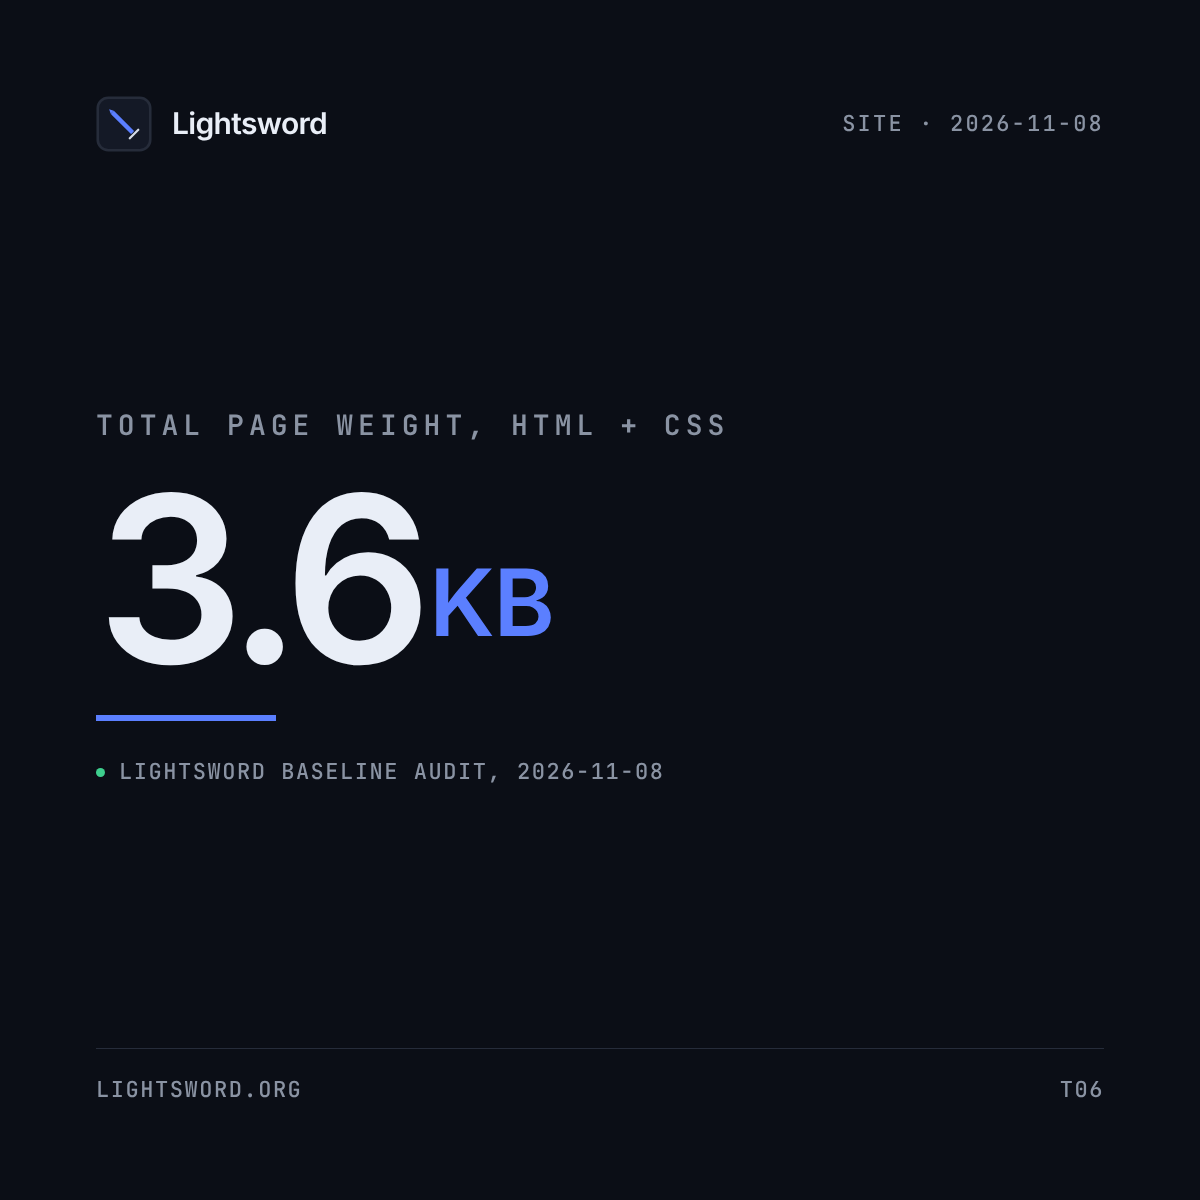 Lightsword
SITE · 2026-11-08
TOTAL PAGE WEIGHT, HTML + CSS
3.6KB
LIGHTSWORD BASELINE AUDIT, 2026-11-08
LIGHTSWORD.ORG
T06